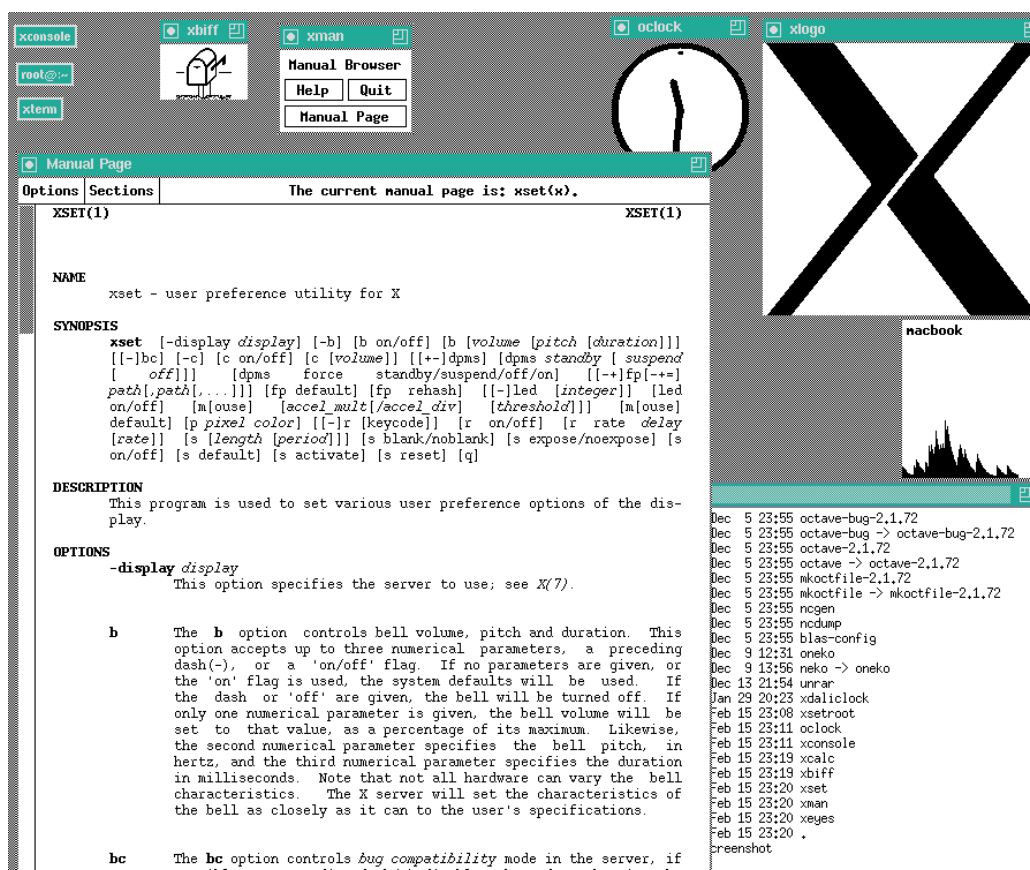 xconsole
root@:~
xterm
xbiff
xman
Manual Browser
Help Quit
Manual Page
oclock
xlogo
Manual Page
Options Sections The current manual page is: xset(x).
XSET(1) XSET(1)
NAME
xset - user preference utility for X
SYNOPSIS
xset [-display display] [-b] [b on/off] [b [volume [pitch [duration]]]
[[-]bc] [-c] [c on/off] [c [volume]] [[+-]dpms] [dpms standby [ suspend
[ off]]] [dpms force standby/suspend/off/on] [[-+]fp[-+=]
path[,path[,...]]] [fp default] [fp rehash] [[-]led [integer]] [led
on/off] [m[ouse] [accel_mult[/accel_div] [threshold]]] [m[ouse]
default] [p pixel color] [[-]r [keycode]] [r on/off] [r rate delay
[rate]] [s [length [period]]] [s blank/noblank] [s expose/noexpose] [s
on/off] [s default] [s activate] [s reset] [q]
DESCRIPTION
This program is used to set various user preference options of the dis-
play.
OPTIONS
-display display
This option specifies the server to use; see X(7).
b The b option controls bell volume, pitch and duration. This
option accepts up to three numerical parameters, a preceding
dash(-), or a 'on/off' flag. If no parameters are given, or
the 'on' flag is used, the system defaults will be used. If
the dash or 'off' are given, the bell will be turned off. If
only one numerical parameter is given, the bell volume will be
set to that value, as a percentage of its maximum. Likewise,
the second numerical parameter specifies the bell pitch, in
hertz, and the third numerical parameter specifies the duration
in milliseconds. Note that not all hardware can vary the bell
characteristics. The X server will set the characteristics of
the bell as closely as it can to the user's specifications.
bc The bc option controls bug compatibility mode in the server, if
macbook
Dec 5 23:55 octave-bug-2.1.72
Dec 5 23:55 octave-bug -> octave-bug-2.1.72
Dec 5 23:55 octave-2.1.72
Dec 5 23:55 octave -> octave-2.1.72
Dec 5 23:55 mkoctfile-2.1.72
Dec 5 23:55 mkoctfile -> mkoctfile-2.1.72
Dec 5 23:55 ncgen
Dec 5 23:55 ncdump
Dec 5 23:55 blas-config
Dec 9 12:31 oneko
Dec 9 13:56 neko -> oneko
Dec 13 21:54 unrar
Jan 29 20:23 xdaliclock
Feb 15 23:08 xsetroot
Feb 15 23:11 oclock
Feb 15 23:11 xconsole
Feb 15 23:19 xcalc
Feb 15 23:19 xbiff
Feb 15 23:20 xset
Feb 15 23:20 xman
Feb 15 23:20 xeyes
Feb 15 23:20 .
creenshot